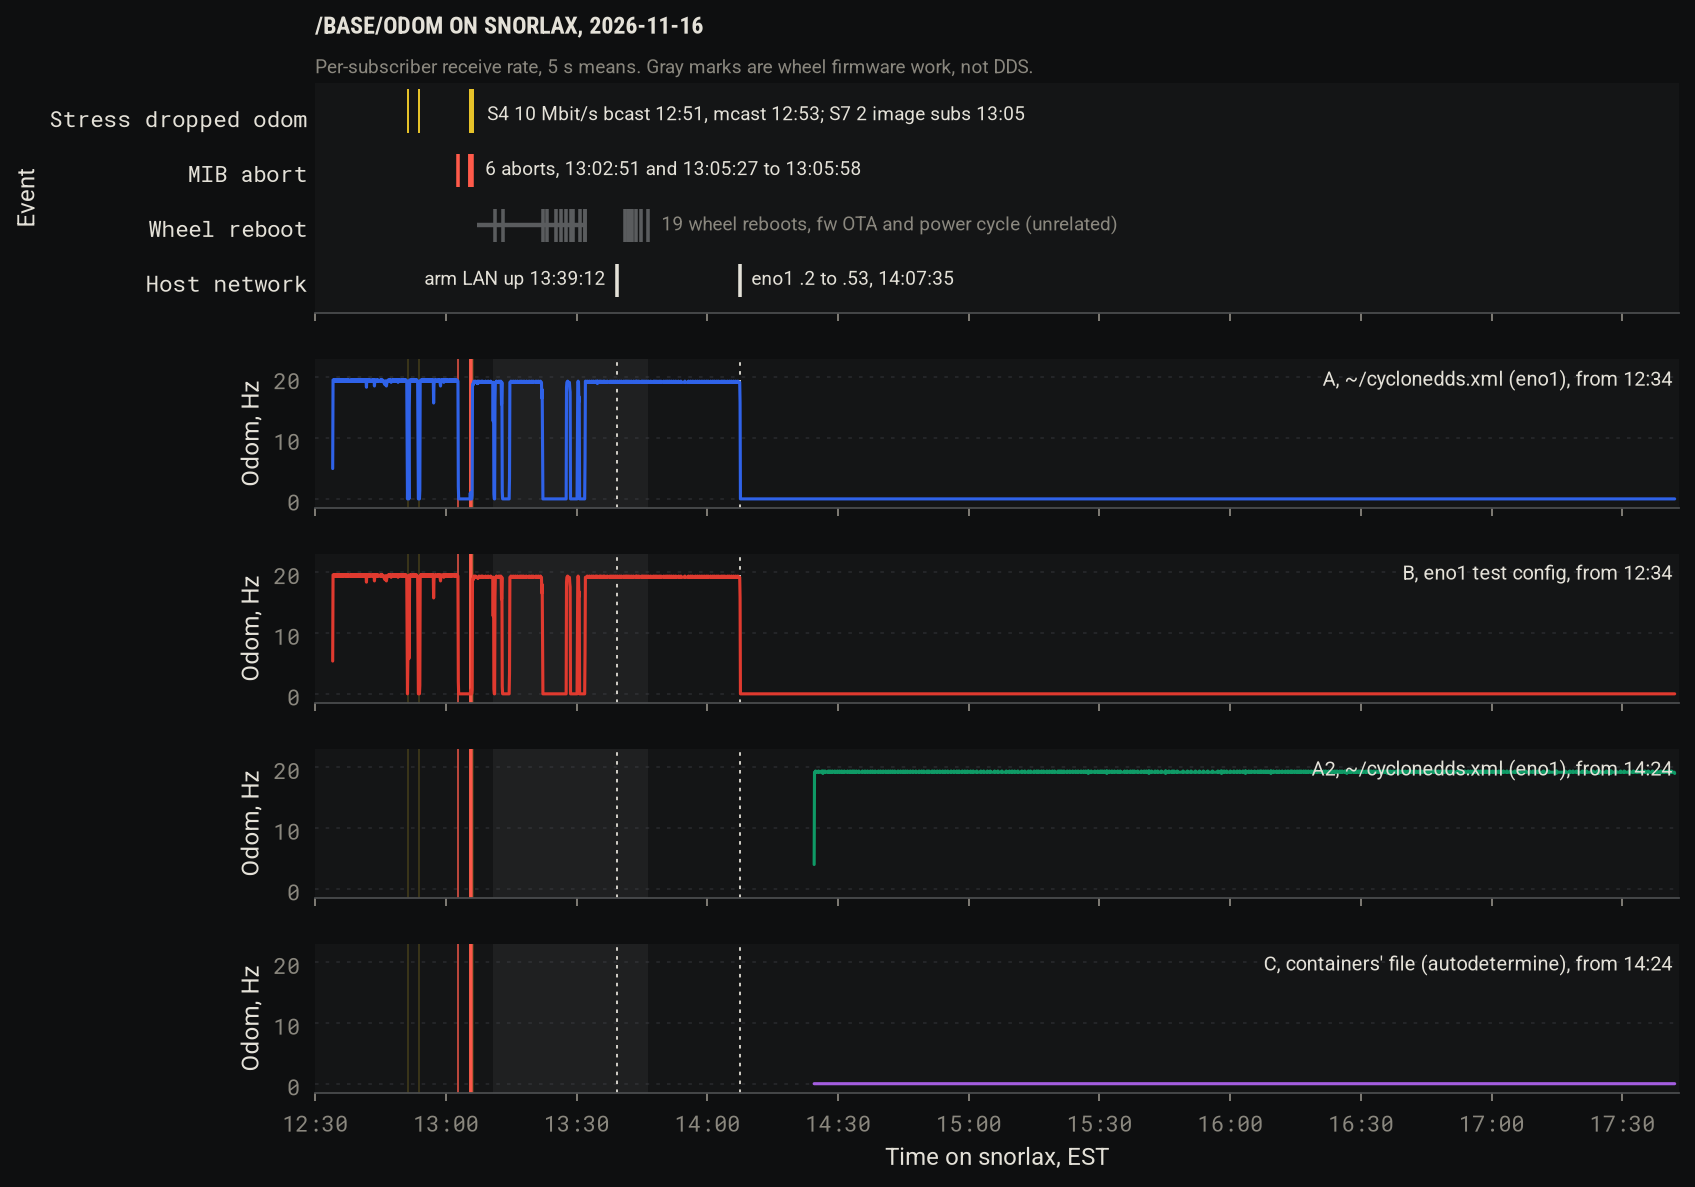 /BASE/ODOM ON SNORLAX, 2026-11-16
Per-subscriber receive rate, 5 s means. Gray marks are wheel firmware work, not DDS.
Event
Stress dropped odom
S4 10 Mbit/s bcast 12:51, mcast 12:53; S7 2 image subs 13:05
MIB abort
6 aborts, 13:02:51 and 13:05:27 to 13:05:58
Wheel reboot
19 wheel reboots, fw OTA and power cycle (unrelated)
Host network
arm LAN up 13:39:12
eno1 .2 to .53, 14:07:35
Odom, Hz
20
10
0
A, ~/cyclonedds.xml (eno1), from 12:34
Odom, Hz
20
10
0
B, eno1 test config, from 12:34
Odom, Hz
20
10
0
A2, ~/cyclonedds.xml (eno1), from 14:24
Odom, Hz
20
10
0
C, containers' file (autodetermine), from 14:24
12:30 13:00 13:30 14:00 14:30 15:00 15:30 16:00 16:30 17:00 17:30
Time on snorlax, EST